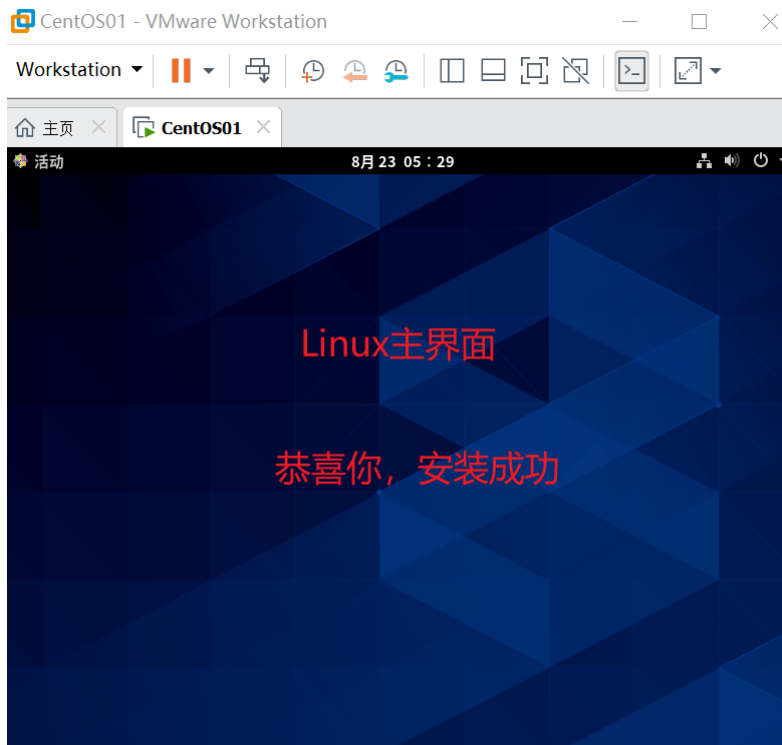 CentOS01 - VMware Workstation
Workstation
主页
CentOS01
活动
8月 23 05：29
Linux主界面
恭喜你，安装成功